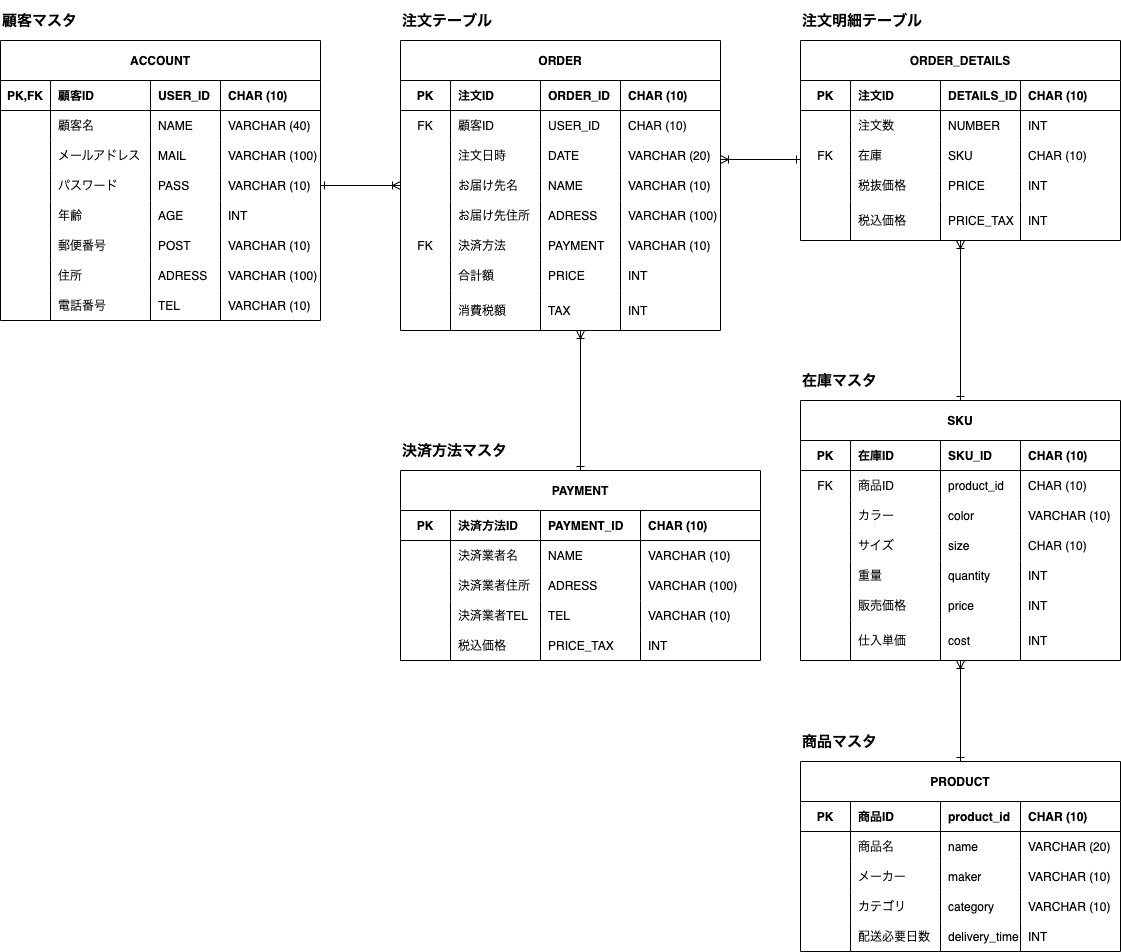 顧客マスタ
ACCOUNT
PK,FK 顧客ID USER_ID CHAR (10)
顧客名 NAME VARCHAR (40)
メールアドレス MAIL VARCHAR (100)
パスワード PASS VARCHAR (10)
年齢 AGE INT
郵便番号 POST VARCHAR (10)
住所 ADRESS VARCHAR (100)
電話番号 TEL VARCHAR (10)
注文テーブル
ORDER
PK 注文ID ORDER_ID CHAR (10)
FK 顧客ID USER_ID CHAR (10)
注文日時 DATE VARCHAR (20)
お届け先名 NAME VARCHAR (10)
お届け先住所 ADRESS VARCHAR (100)
FK 決済方法 PAYMENT VARCHAR (10)
合計額 PRICE INT
消費税額 TAX INT
注文明細テーブル
ORDER_DETAILS
PK 注文ID DETAILS_ID CHAR (10)
注文数 NUMBER INT
FK 在庫 SKU CHAR (10)
税抜価格 PRICE INT
税込価格 PRICE_TAX INT
決済方法マスタ
PAYMENT
PK 決済方法ID PAYMENT_ID CHAR (10)
決済業者名 NAME VARCHAR (10)
決済業者住所 ADRESS VARCHAR (100)
決済業者TEL TEL VARCHAR (10)
税込価格 PRICE_TAX INT
在庫マスタ
SKU
PK 在庫ID SKU_ID CHAR (10)
FK 商品ID product_id CHAR (10)
カラー color VARCHAR (10)
サイズ size CHAR (10)
重量 quantity INT
販売価格 price INT
仕入単価 cost INT
商品マスタ
PRODUCT
PK 商品ID product_id CHAR (10)
商品名 name VARCHAR (20)
メーカー maker VARCHAR (10)
カテゴリ category VARCHAR (10)
配送必要日数 delivery_time INT